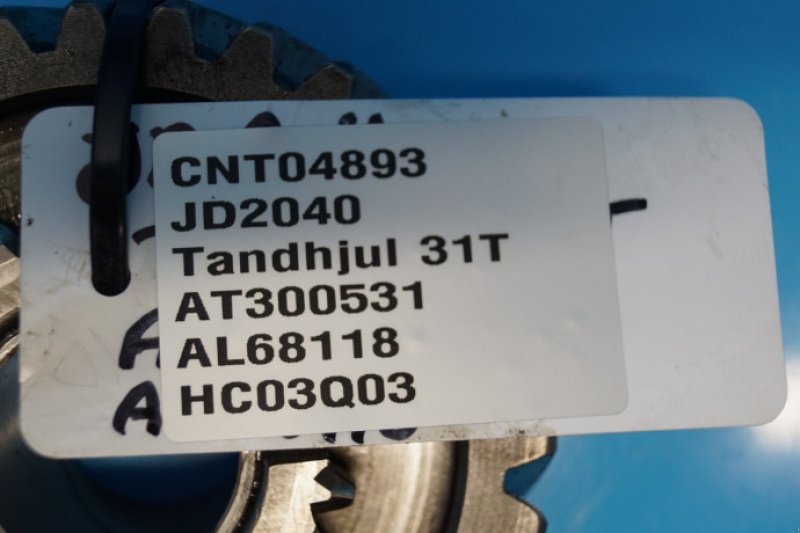 CNT04893
JD2040
Tandhjul 31T
AT300531
AL68118
HC03Q03